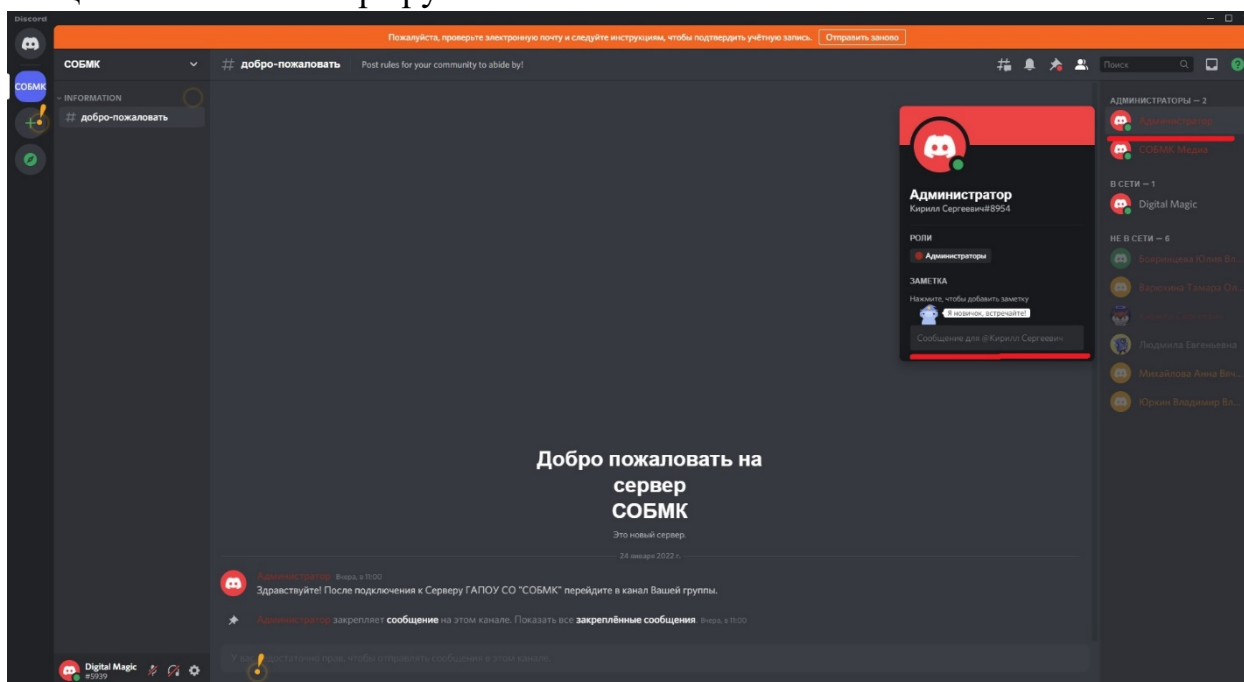 Discord
Пожалуйста, проверьте электронную почту и следуйте инструкциям, чтобы подтвердить учётную запись. Отправить заново
СОБМК
INFORMATION
# добро-пожаловать
СОБМК
# добро-пожаловать Post rules for your community to abide by!
Поиск
Администратор
Кирилл Сергеевич#8954
РОЛИ
Администраторы
ЗАМЕТКА
Нажмите, чтобы добавить заметку
Я новичок, встречайте!
Сообщение для @Кирилл Сергеевич
АДМИНИСТРАТОРЫ — 2
Администратор
СОБМК Медиа
В СЕТИ — 1
Digital Magic
НЕ В СЕТИ — 6
Бояринцева Юлия Вл...
Тамара Ол...
Людмила Евгеньевна
Михайлова Анна Вяч...
Юркин Владимир Вл...
Добро пожаловать на
сервер
СОБМК
Это новый сервер.
24 января 2022 г.
Администратор Вчера, в 11:00
Здравствуйте! После подключения к Серверу ГАПОУ СО "СОБМК" перейдите в канал Вашей группы.
Администратор закрепляет сообщение на этом канале. Показать все закреплённые сообщения. Вчера, в 11:00
У достаточно прав, чтобы отправлять сообщения в этом канале.
Digital Magic
#5939